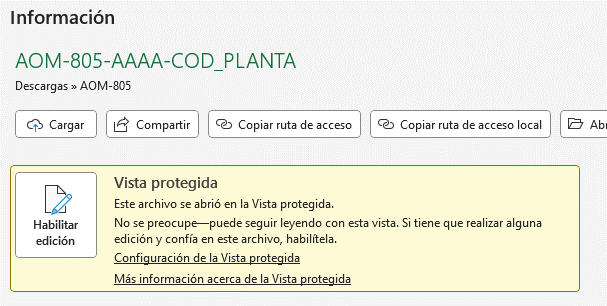 Información
AOM-805-AAAA-COD_PLANTA
Descargas » AOM-805
Cargar
Compartir
Copiar ruta de acceso
Copiar ruta de acceso local
Abr
Habilitar
edición
Vista protegida
Este archivo se abrió en la Vista protegida.
No se preocupe—puede seguir leyendo con esta vista. Si tiene que realizar alguna
edición y confía en este archivo, habilítela.
Configuración de la Vista protegida
Más información acerca de la Vista protegida